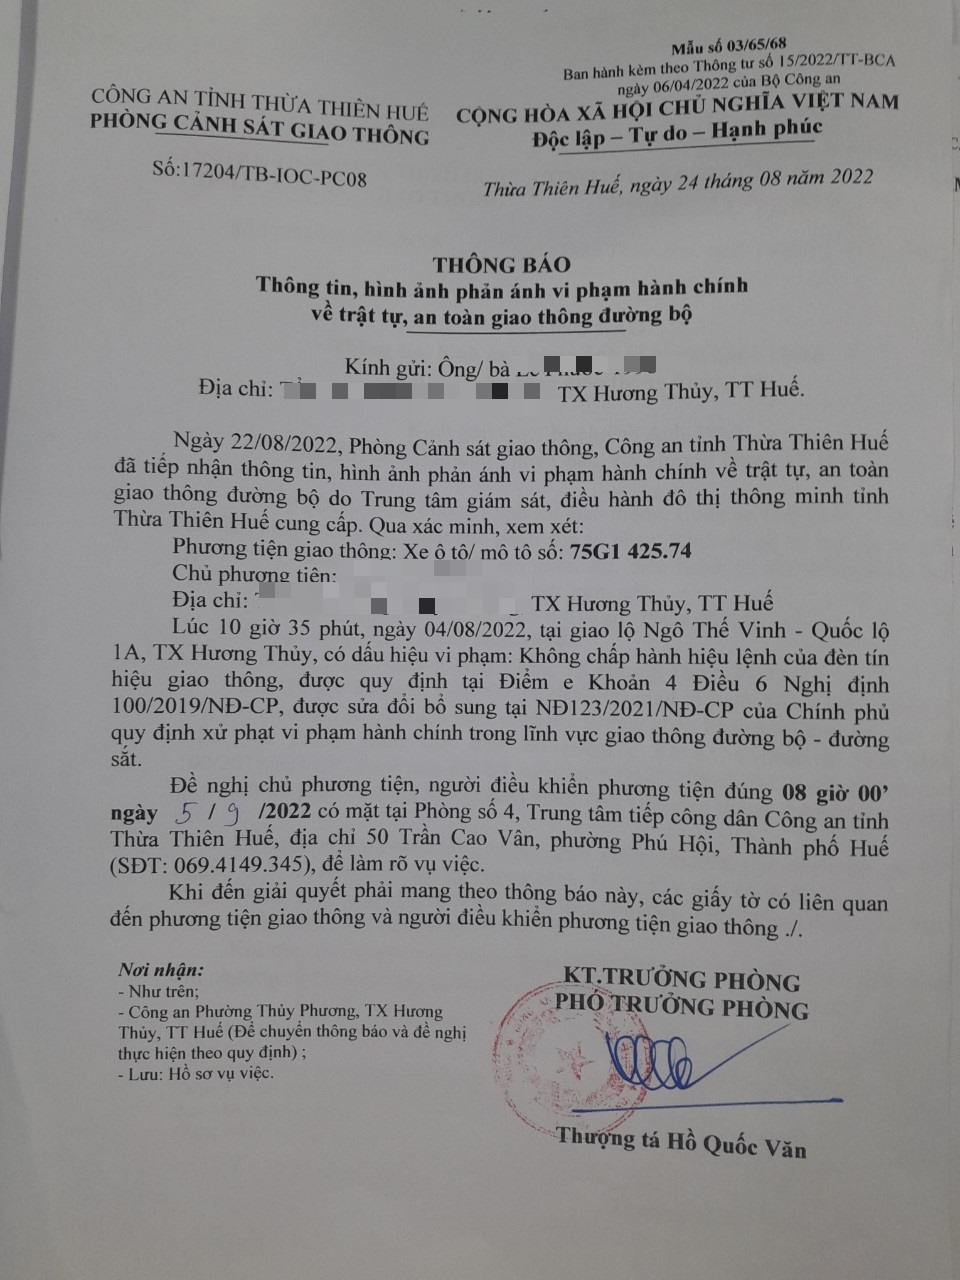 Mẫu số 03/65/68
Ban hành kèm theo Thông tư số 15/2022/TT-BCA
ngày 06/04/2022 của Bộ Công an
CÔNG AN TỈNH THỪA THIÊN HUẾ
PHÒNG CẢNH SÁT GIAO THÔNG
CỘNG HÒA XÃ HỘI CHỦ NGHĨA VIỆT NAM
Độc lập – Tự do – Hạnh phúc
Số:17204/TB-IOC-PC08
Thừa Thiên Huế, ngày 24 tháng 08 năm 2022
THÔNG BÁO
Thông tin, hình ảnh phản ánh vi phạm hành chính
về trật tự, an toàn giao thông đường bộ
Kính gửi: Ông/ bà
Địa chỉ: TX Hương Thủy, TT Huế.
Ngày 22/08/2022, Phòng Cảnh sát giao thông, Công an tỉnh Thừa Thiên Huế
đã tiếp nhận thông tin, hình ảnh phản ánh vi phạm hành chính về trật tự, an toàn
giao thông đường bộ do Trung tâm giám sát, điều hành đô thị thông minh tỉnh
Thừa Thiên Huế cung cấp. Qua xác minh, xem xét:
Phương tiện giao thông: Xe ô tô/ mô tô số: 75G1 425.74
Chủ phương tiện:
Địa chỉ: TX Hương Thủy, TT Huế
Lúc 10 giờ 35 phút, ngày 04/08/2022, tại giao lộ Ngô Thế Vinh - Quốc lộ
1A, TX Hương Thủy, có dấu hiệu vi phạm: Không chấp hành hiệu lệnh của đèn tín
hiệu giao thông, được quy định tại Điểm e Khoản 4 Điều 6 Nghị định
100/2019/NĐ-CP, được sửa đổi bổ sung tại NĐ123/2021/NĐ-CP của Chính phủ
quy định xử phạt vi phạm hành chính trong lĩnh vực giao thông đường bộ - đường
sắt.
Đề nghị chủ phương tiện, người điều khiển phương tiện đúng 08 giờ 00’
ngày 5 / 9 /2022 có mặt tại Phòng số 4, Trung tâm tiếp công dân Công an tỉnh
Thừa Thiên Huế, địa chỉ 50 Trần Cao Vân, phường Phú Hội, Thành phố Huế
(SĐT: 069.4149.345), để làm rõ vụ việc.
Khi đến giải quyết phải mang theo thông báo này, các giấy tờ có liên quan
đến phương tiện giao thông và người điều khiển phương tiện giao thông ./.
Nơi nhận:
- Như trên;
- Công an Phường Thủy Phương, TX Hương
Thủy, TT Huế (Để chuyển thông báo và đề nghị
thực hiện theo quy định) ;
- Lưu: Hồ sơ vụ việc.
KT.TRƯỞNG PHÒNG
PHÓ TRƯỞNG PHÒNG
Thượng tá Hồ Quốc Văn